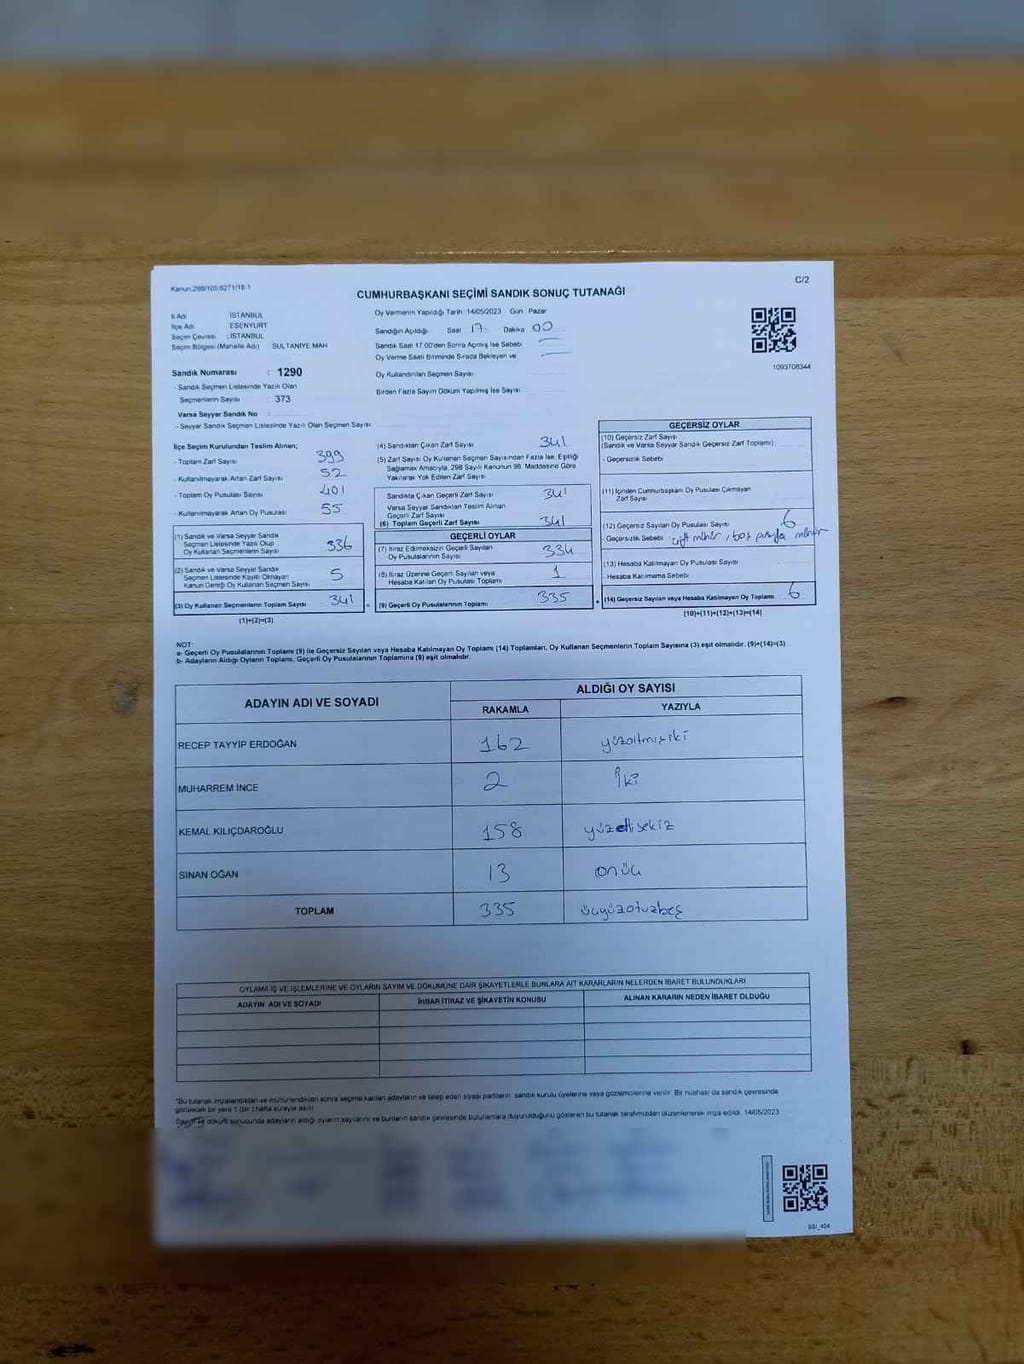 Kanun:298/105;6271/18-1
C/2
CUMHURBAŞKANI SEÇİMİ SANDIK SONUÇ TUTANAĞI
İl Adı : İSTANBUL
İlçe Adı : ESENYURT
Seçim Çevresi : İSTANBUL
Seçim Bölgesi (Mahalle Adı) : SULTANİYE MAH
Sandık Numarası : 1290
- Sandık Seçmen Listesinde Yazılı Olan
Seçmenlerin Sayısı : 373
Varsa Seyyar Sandık No :
- Seyyar Sandık Seçmen Listesinde Yazılı Olan Seçmen Sayısı:
Oy Vermenin Yapıldığı Tarih: 14/05/2023 Gün : Pazar
Sandığın Açıldığı: Saat : 17 Dakika : 00
Sandık Saat 17.00'den Sonra Açılmış İse Sebebi :
Oy Verme Saati Bitiminde Sırada Bekleyen ve
Oy Kullandırılan Seçmen Sayısı
Birden Fazla Sayım Döküm Yapılmış İse Sayısı
1093708344
İlçe Seçim Kurulundan Teslim Alınan;
- Toplam Zarf Sayısı : 399
- Kullanılmayarak Artan Zarf Sayısı : 52
- Toplam Oy Pusulası Sayısı : 401
- Kullanılmayarak Artan Oy Pusulası : 55
(1) Sandık ve Varsa Seyyar Sandık
Seçmen Listesinde Yazılı Olup
Oy Kullanan Seçmenlerin Sayısı : 336
(2) Sandık ve Varsa Seyyar Sandık
Seçmen Listesinde Kayıtlı Olmayan
Kanun Gereği Oy Kullanan Seçmen Sayısı : 5
(3) Oy Kullanan Seçmenlerin Toplam Sayısı : 341
(1)+(2)=(3)
(4) Sandıktan Çıkan Zarf Sayısı : 341
(5) Zarf Sayısı Oy Kullanan Seçmen Sayısından Fazla İse, Eşitliği
Sağlamak Amacıyla, 298 Sayılı Kanunun 98. Maddesine Göre
Yakılarak Yok Edilen Zarf Sayısı :
Sandıkta Çıkan Geçerli Zarf Sayısı : 341
Varsa Seyyar Sandıktan Teslim Alınan
Geçerli Zarf Sayısı :
(6) Toplam Geçerli Zarf Sayısı : 341
GEÇERLİ OYLAR
(7) İtiraz Edilmeksizin Geçerli Sayılan
Oy Pusulalarının Sayısı : 334
(8) İtiraz Üzerine Geçerli Sayılan veya
Hesaba Katılan Oy Pusulası Toplamı : 1
(9) Geçerli Oy Pusulalarının Toplamı : 335
GEÇERSİZ OYLAR
(10) Geçersiz Zarf Sayısı :
(Sandık ve Varsa Seyyar Sandık Geçersiz Zarf Toplamı)
- Geçersizlik Sebebi
(11) İçinden Cumhurbaşkanı Oy Pusulası Çıkmayan
Zarf Sayısı
(12) Geçersiz Sayılan Oy Pusulası Sayısı : 6
- Geçersizlik Sebebi : çift mühür, boş pusula mühür
(13) Hesaba Katılmayan Oy Pusulası Sayısı :
- Hesaba Katılmama Sebebi :
(14) Geçersiz Sayılan veya Hesaba Katılmayan Oy Toplamı : 6
(10)+(11)+(12)+(13)=(14)
NOT:
a- Geçerli Oy Pusulalarının Toplamı (9) ile Geçersiz Sayılan veya Hesaba Katılmayan Oy Toplamı (14) Toplamları, Oy Kullanan Seçmenlerin Toplam Sayısına (3) eşit olmalıdır. (9)+(14)=(3)
b- Adayların Aldığı Oyların Toplamı, Geçerli Oy Pusulalarının Toplamına (9) eşit olmalıdır.
ADAYIN ADI VE SOYADI
ALDIĞI OY SAYISI
RAKAMLA YAZIYLA
RECEP TAYYİP ERDOĞAN 162 yüzaltmışiki
MUHARREM İNCE 2 İki
KEMAL KILIÇDAROĞLU 158 yüzellisekiz
SİNAN OĞAN 13 onüç
TOPLAM 335 üçyüzotuzbeş
OYLAMA İŞ VE İŞLEMLERİNE VE OYLARIN SAYIM VE DÖKÜMÜNE DAİR ŞİKAYETLERLE BUNLARA AİT KARARLARIN NELERDEN İBARET BULUNDUKLARI
ADAYIN ADI VE SOYADI İHBAR İTİRAZ VE ŞİKAYETİN KONUSU ALINAN KARARIN NEDEN İBARET OLDUĞU
"Bu tutanak imzalandıktan ve mühürlendikten sonra seçime katılan adayların ve talep eden siyasi partilerin sandık kurulu üyelerine veya gözlemcilerine verilir. Bir nüshası da sandık çevresinde
görülecek bir yere 1 (bir) hafta süreyle asılır.
Sayım ve döküm sonucunda adayların aldığı oyların sayılarını ve bunların sandık çevresinde bulunanlara duyurulduğunu gösteren bu tutanak tarafımızdan düzenlenerek imza edildi. 14/05/2023